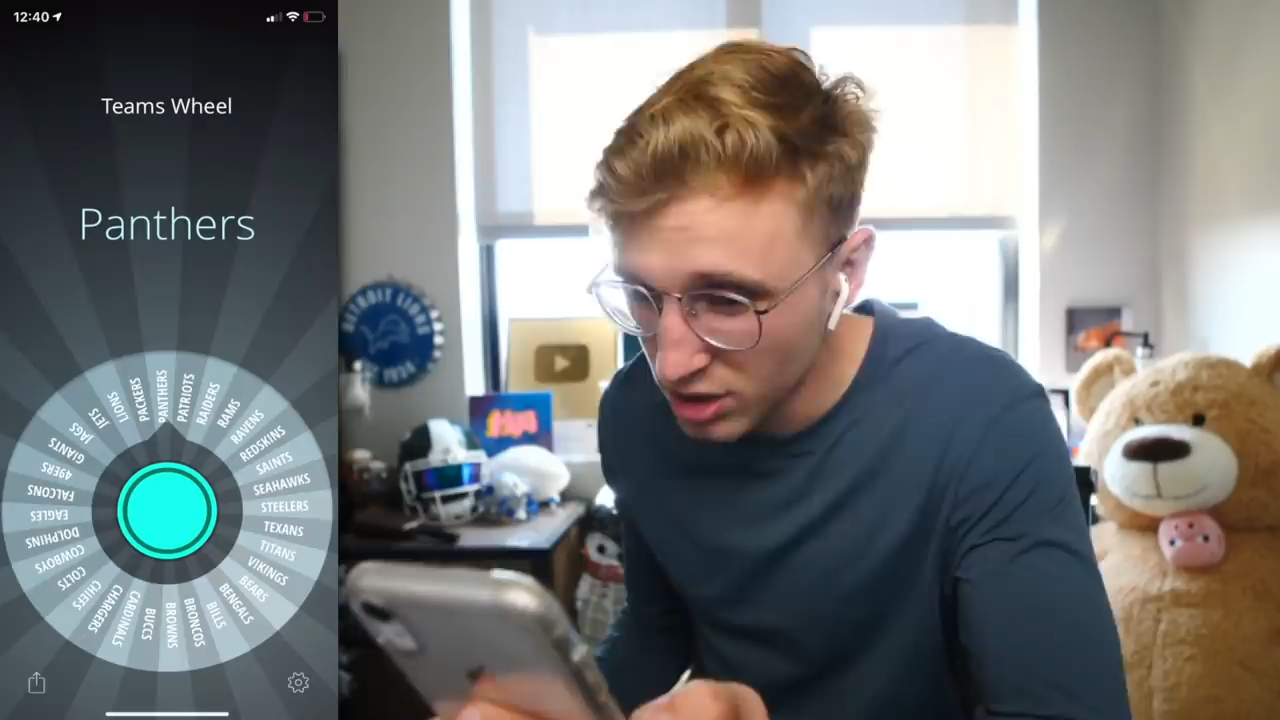 12:40
Teams Wheel
Panthers
PANTHERS
PATRIOTS
RAIDERS
RAMS
RAVENS
REDSKINS
SAINTS
SEAHAWKS
STEELERS
TEXANS
TITANS
VIKINGS
BEARS
BENGALS
BILLS
BRONCOS
BROWNS
BUCCS
CARDINALS
CHARGERS
CHIEFS
COLTS
COWBOYS
DOLPHINS
EAGLES
FALCONS
49ERS
GIANTS
JAGS
JETS
LIONS
PACKERS
DETROIT LIONS